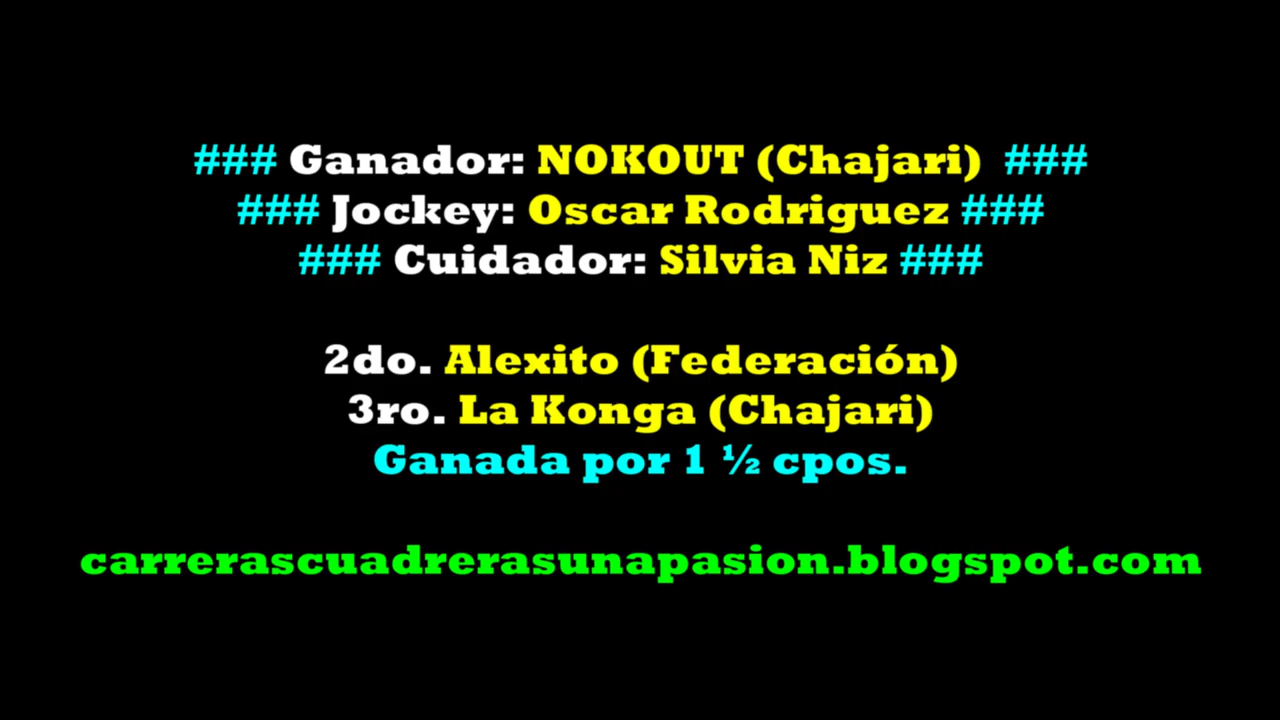 ### Ganador: NOKOUT (Chajari) ###
### Jockey: Oscar Rodriguez ###
### Cuidador: Silvia Niz ###
2do. Alexito (Federación)
3ro. La Konga (Chajari)
Ganada por 1 ½ cpos.
carrerascuadrerasunapasion.blogspot.com